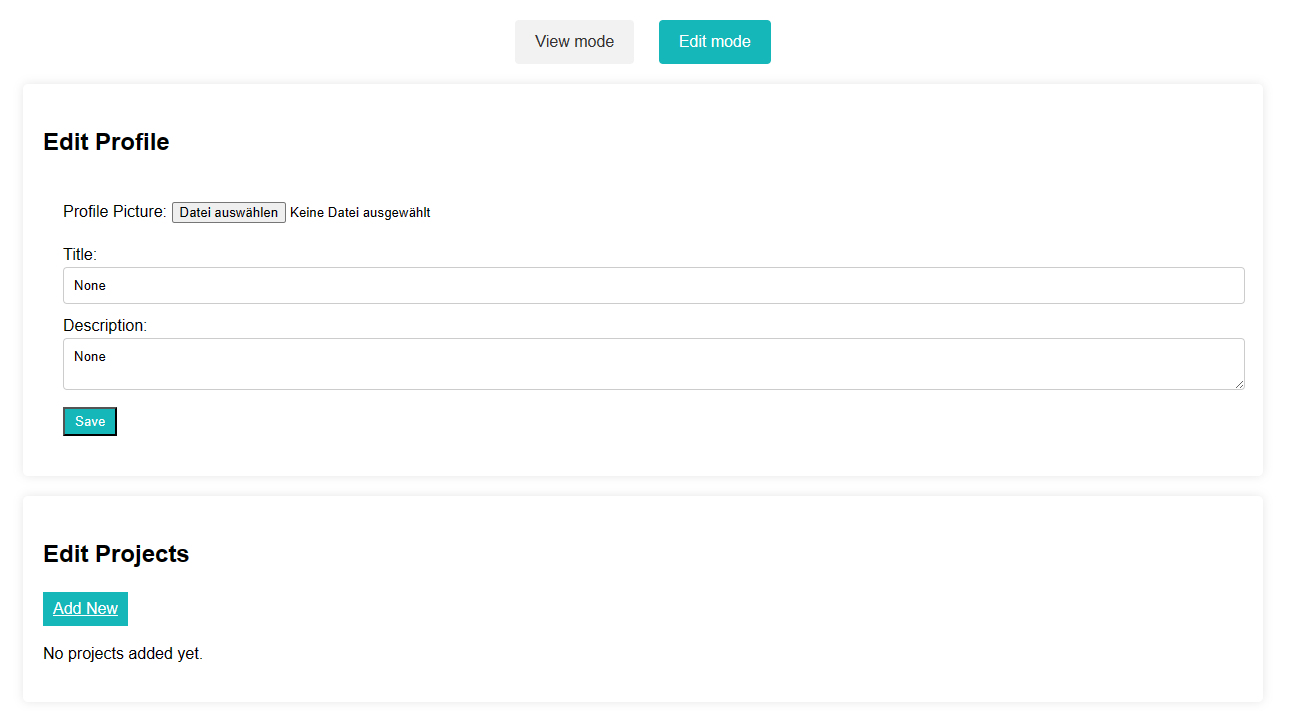 View mode Edit mode
Edit Profile
Profile Picture: Datei auswählen Keine Datei ausgewählt
Title:
None
Description:
None
Save
Edit Projects
Add New
No projects added yet.